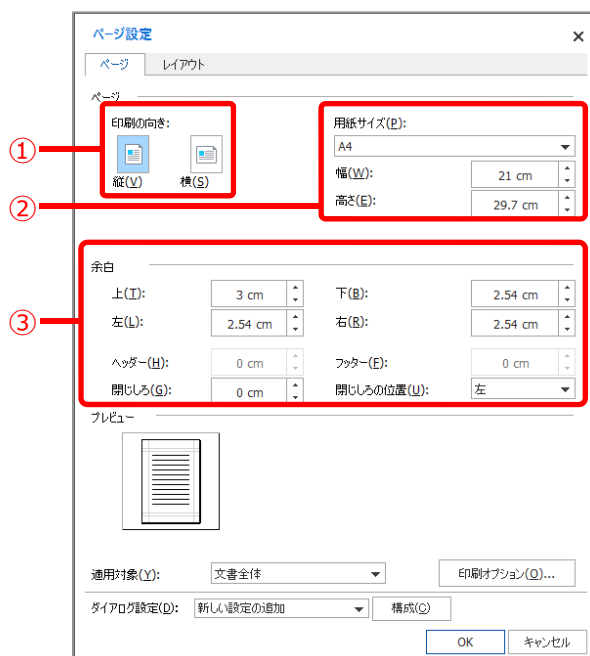 ページ設定
ページ レイアウト
ページ
① 印刷の向き: 用紙サイズ(P):
A4
縦(V) 横(S) 幅(W): 21 cm
② 高さ(E): 29.7 cm
余白
上(T): 3 cm 下(B): 2.54 cm
③ 左(L): 2.54 cm 右(R): 2.54 cm
ヘッダー(H): 0 cm フッター(F): 0 cm
閉じしろ(G): 0 cm 閉じしろの位置(U): 左
プレビュー
適用対象(Y): 文書全体 印刷オプション(O)...
ダイアログ設定(D): 新しい設定の追加 構成(C)
OK キャンセル